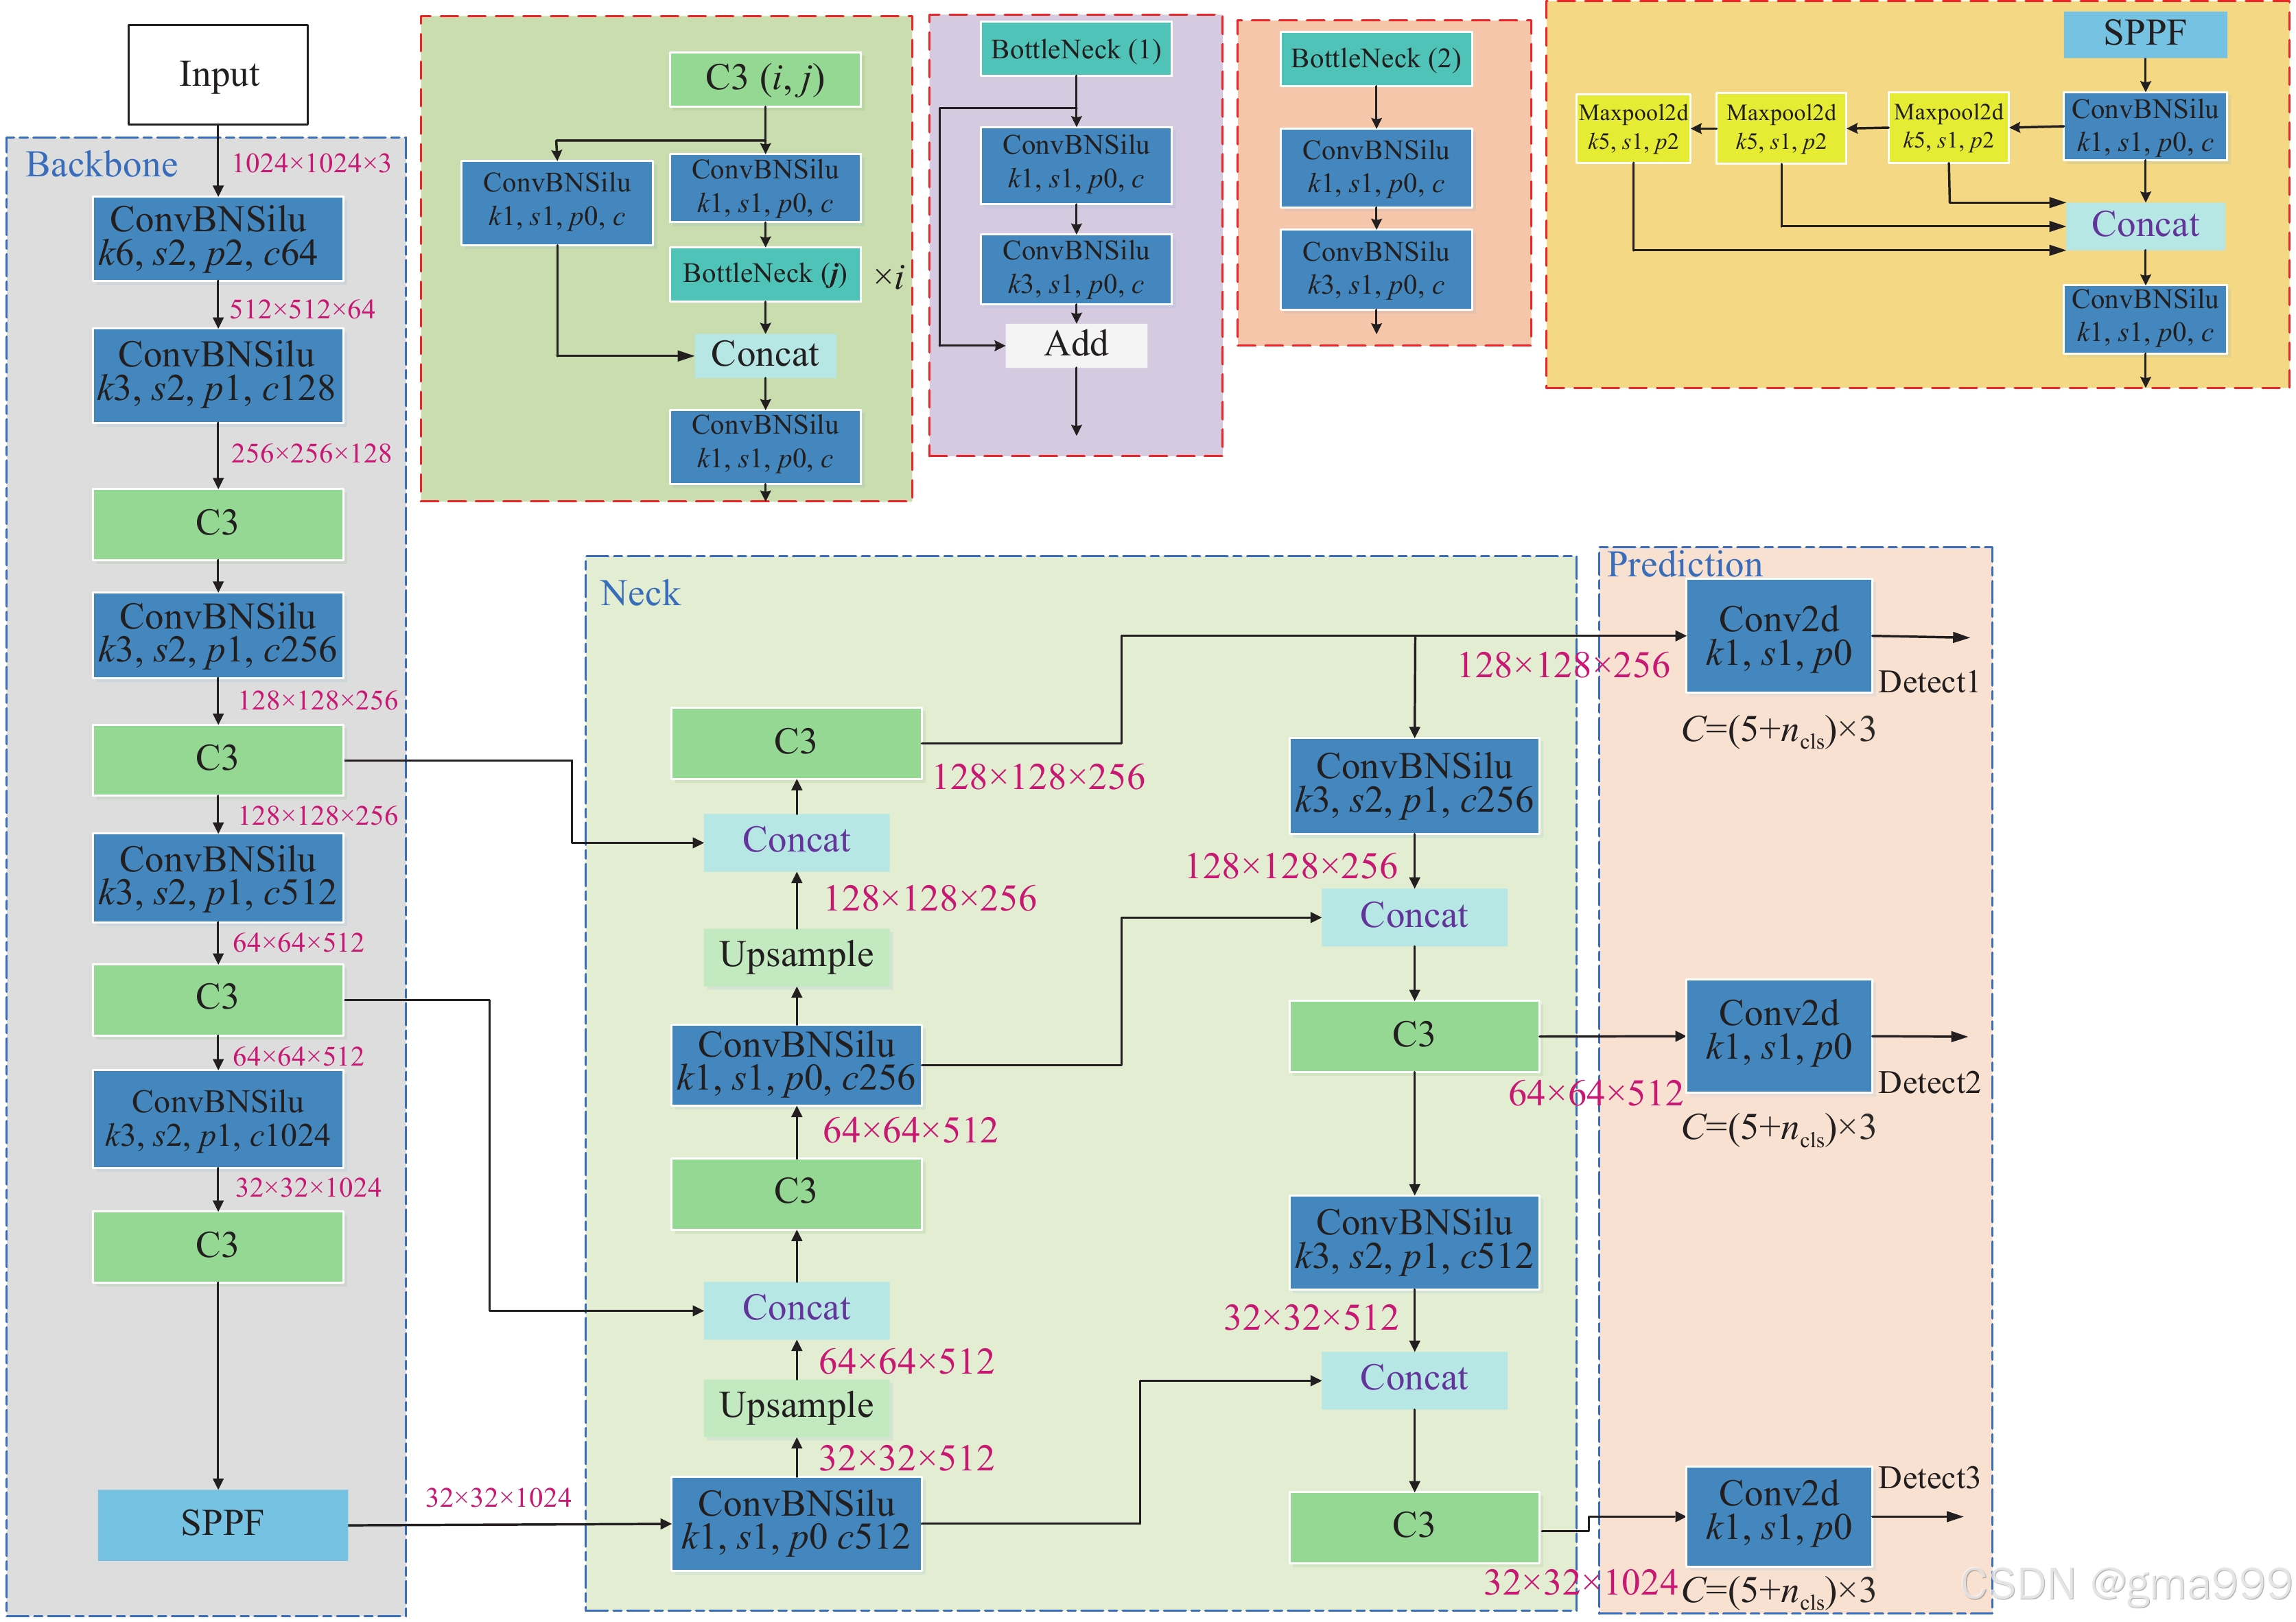 Input
Backbone
1024×1024×3
ConvBNSilu
k6, s2, p2, c64
512×512×64
ConvBNSilu
k3, s2, p1, c128
256×256×128
C3
ConvBNSilu
k3, s2, p1, c256
128×128×256
C3
128×128×256
ConvBNSilu
k3, s2, p1, c512
64×64×512
C3
64×64×512
ConvBNSilu
k3, s2, p1, c1024
32×32×1024
C3
SPPF
32×32×1024
C3 (i, j)
ConvBNSilu
k1, s1, p0, c
ConvBNSilu
k1, s1, p0, c
BottleNeck (j)
×i
Concat
ConvBNSilu
k1, s1, p0, c
BottleNeck (1)
ConvBNSilu
k1, s1, p0, c
ConvBNSilu
k3, s1, p0, c
Add
BottleNeck (2)
ConvBNSilu
k1, s1, p0, c
ConvBNSilu
k3, s1, p0, c
SPPF
Maxpool2d
k5, s1, p2
Maxpool2d
k5, s1, p2
Maxpool2d
k5, s1, p2
ConvBNSilu
k1, s1, p0, c
Concat
ConvBNSilu
k1, s1, p0, c
Neck
C3
128×128×256
Concat
128×128×256
Upsample
ConvBNSilu
k1, s1, p0, c256
64×64×512
C3
Concat
64×64×512
Upsample
32×32×512
ConvBNSilu
k1, s1, p0 c512
128×128×256
ConvBNSilu
k3, s2, p1, c256
128×128×256
Concat
C3
64×64×512
ConvBNSilu
k3, s2, p1, c512
32×32×512
Concat
C3
32×32×1024
Prediction
Conv2d
k1, s1, p0
Detect1
C=(5+ncls)×3
Conv2d
k1, s1, p0
Detect2
C=(5+ncls)×3
Detect3
Conv2d
k1, s1, p0
C=(5+ncls)×3
CSDN @gma999